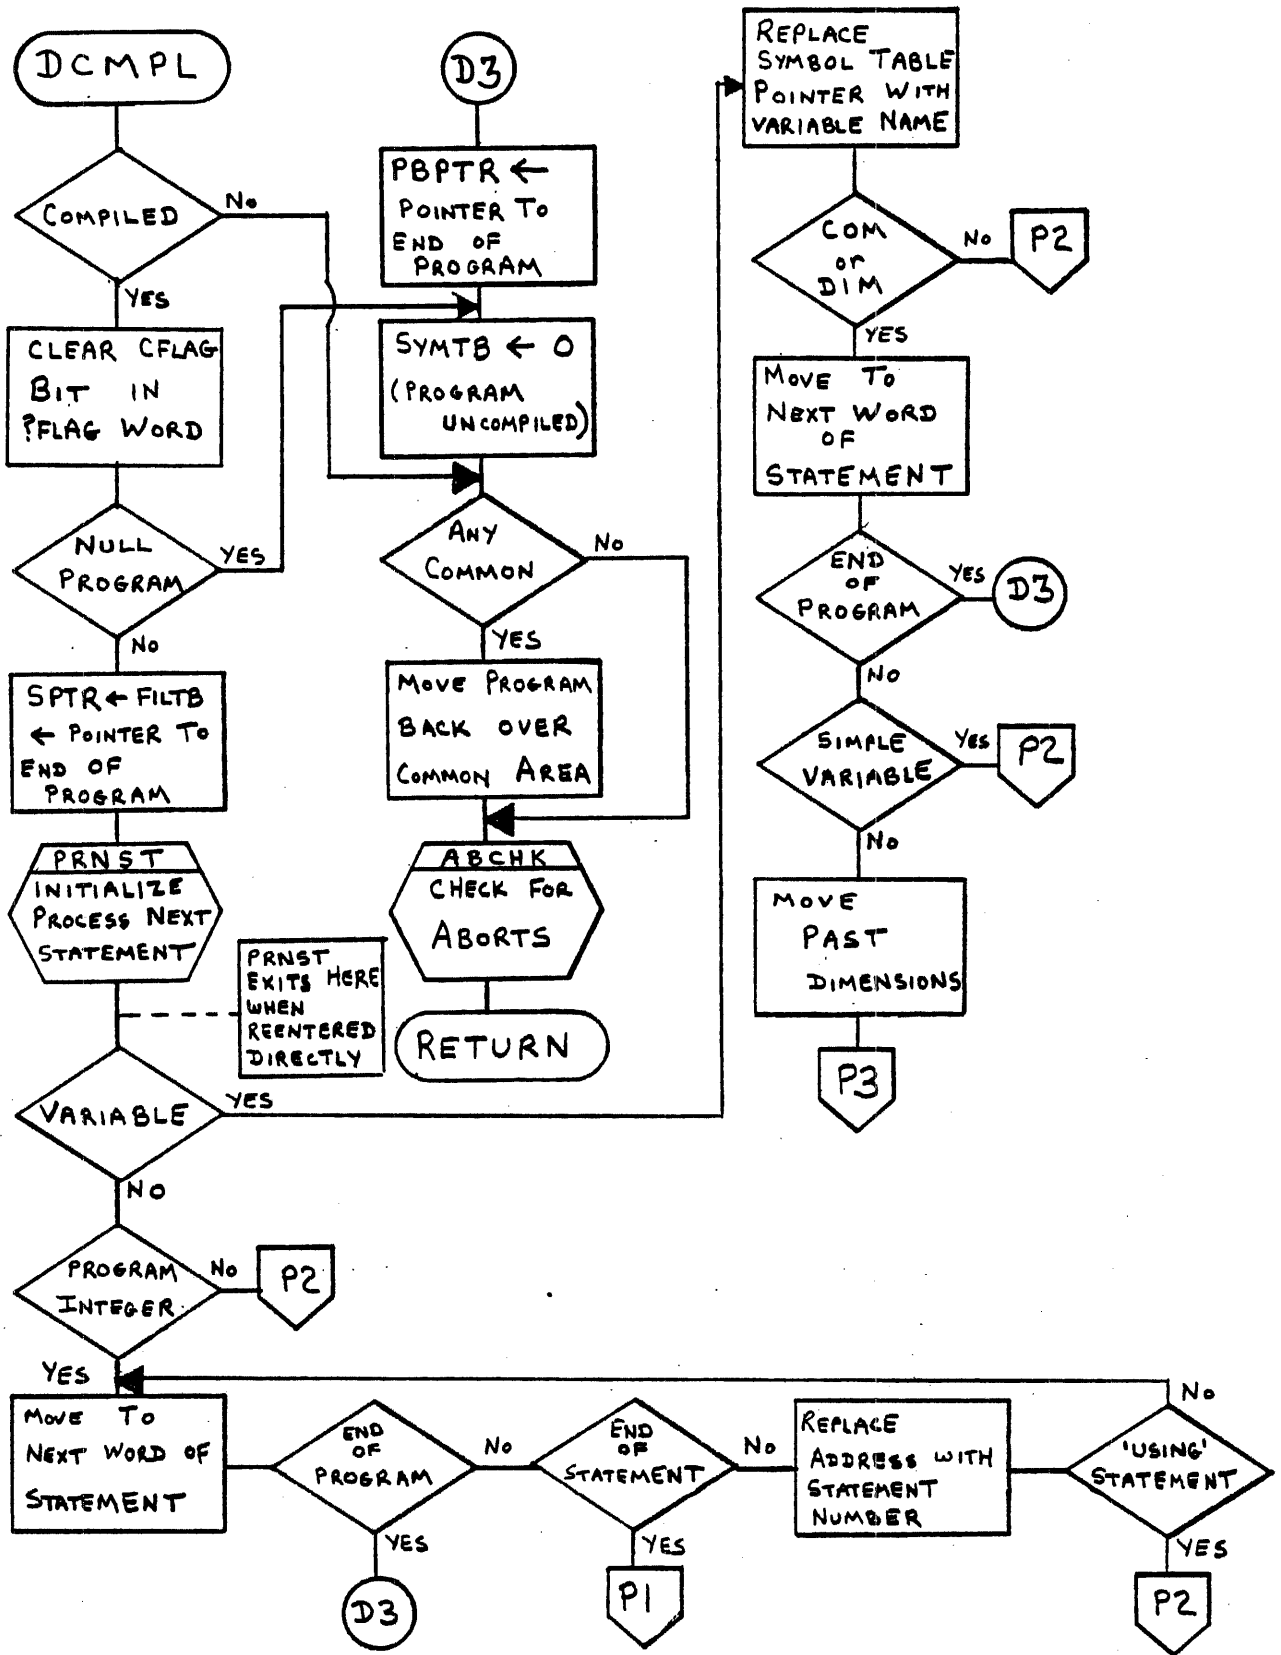 DCMPL
COMPILED
No
YES
CLEAR CFLAG
BIT IN
?FLAG WORD
NULL
PROGRAM
YES
No
SPTR ← FILTB
← POINTER TO
END OF
PROGRAM
PRNST
INITIALIZE
PROCESS NEXT
STATEMENT
PRNST
EXITS HERE
WHEN
REENTERED
DIRECTLY
VARIABLE
YES
NO
PROGRAM
INTEGER
No
P2
YES
MOVE TO
NEXT WORD OF
STATEMENT
END
OF
PROGRAM
No
YES
D3
END
OF
STATEMENT
No
YES
P1
REPLACE
ADDRESS WITH
STATEMENT
NUMBER
'USING'
STATEMENT
No
YES
P2
D3
PBPTR ←
POINTER TO
END OF
PROGRAM
SYMTB ← 0
(PROGRAM
UNCOMPILED)
ANY
COMMON
No
YES
MOVE PROGRAM
BACK OVER
COMMON AREA
ABCHK
CHECK FOR
ABORTS
RETURN
REPLACE
SYMBOL TABLE
POINTER WITH
VARIABLE NAME
COM
or
DIM
No
P2
YES
MOVE TO
NEXT WORD
OF
STATEMENT
END
OF
PROGRAM
YES
D3
No
SIMPLE
VARIABLE
YES
P2
No
MOVE
PAST
DIMENSIONS
P3